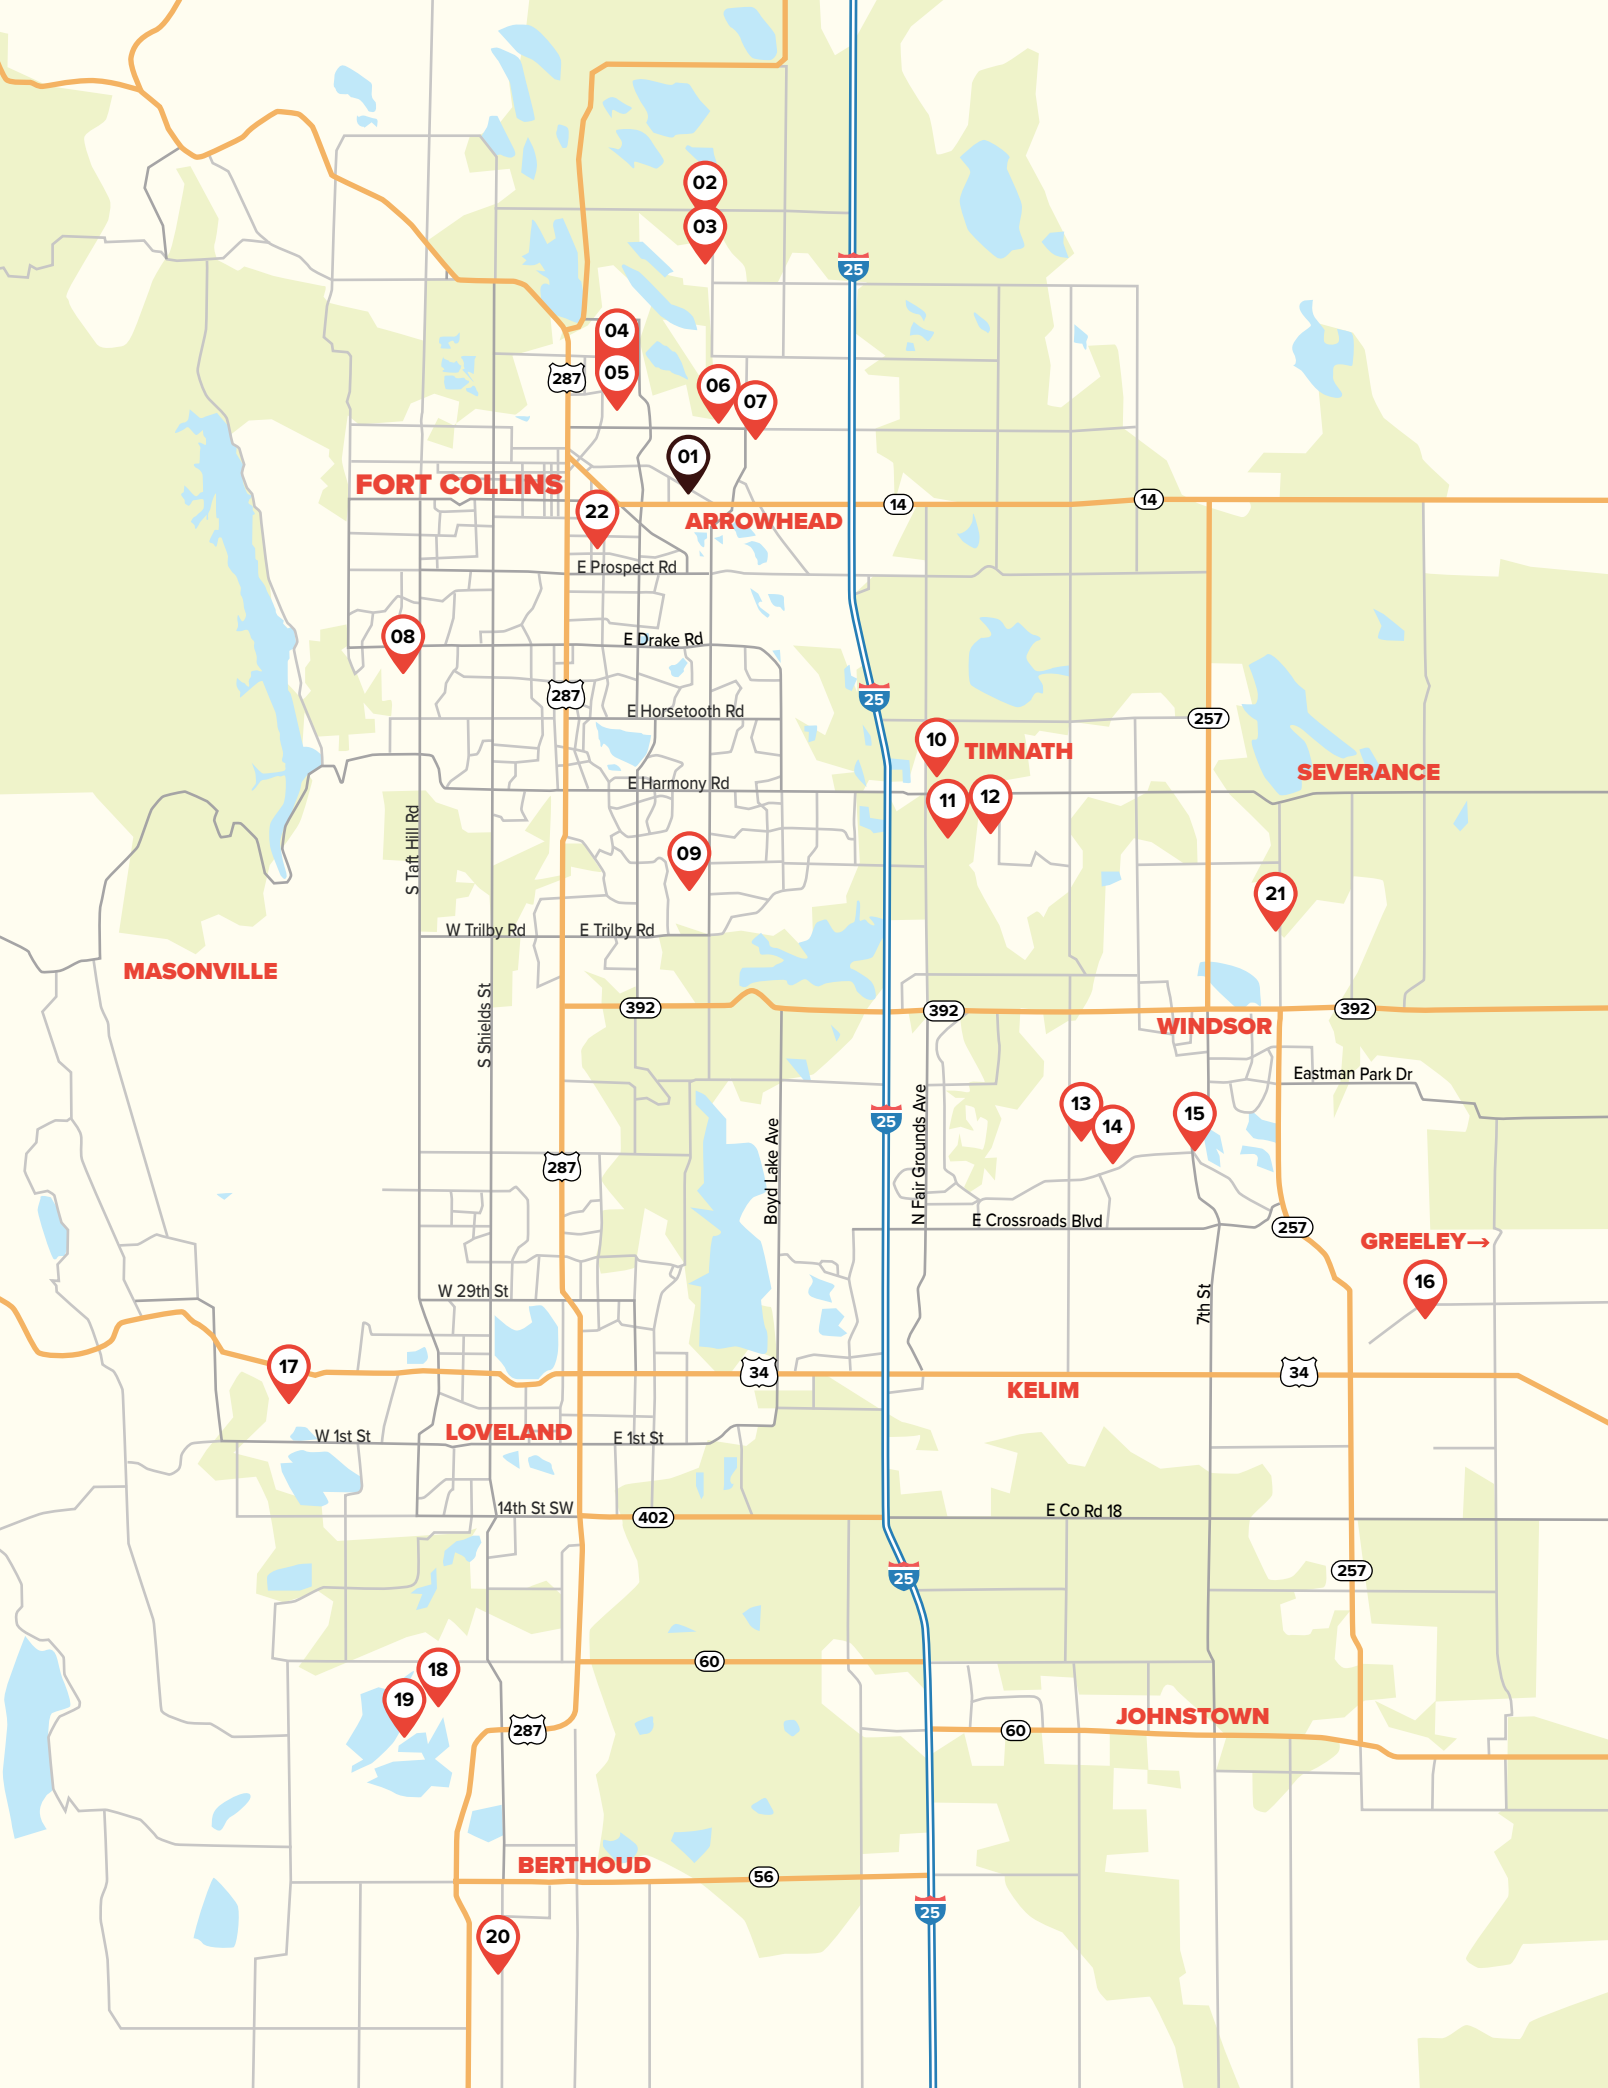 02
03
25
04
287
05
06
07
01
FORT COLLINS
14
14
22
ARROWHEAD
E Prospect Rd
08
E Drake Rd
287
25
E Horsetooth Rd
257
10
TIMNATH
SEVERANCE
E Harmony Rd
11
12
S Taft Hill Rd
09
21
W Trilby Rd
E Trilby Rd
MASONVILLE
392
392
392
WINDSOR
S Shields St
Eastman Park Dr
13
14
15
25
N Fair Grounds Ave
Boyd Lake Ave
287
E Crossroads Blvd
257
GREELEY→
16
W 29th St
7th St
17
34
34
KELIM
LOVELAND
W 1st St
E 1st St
14th St SW
402
E Co Rd 18
25
257
18
60
19
287
60
JOHNSTOWN
BERTHOUD
56
25
20